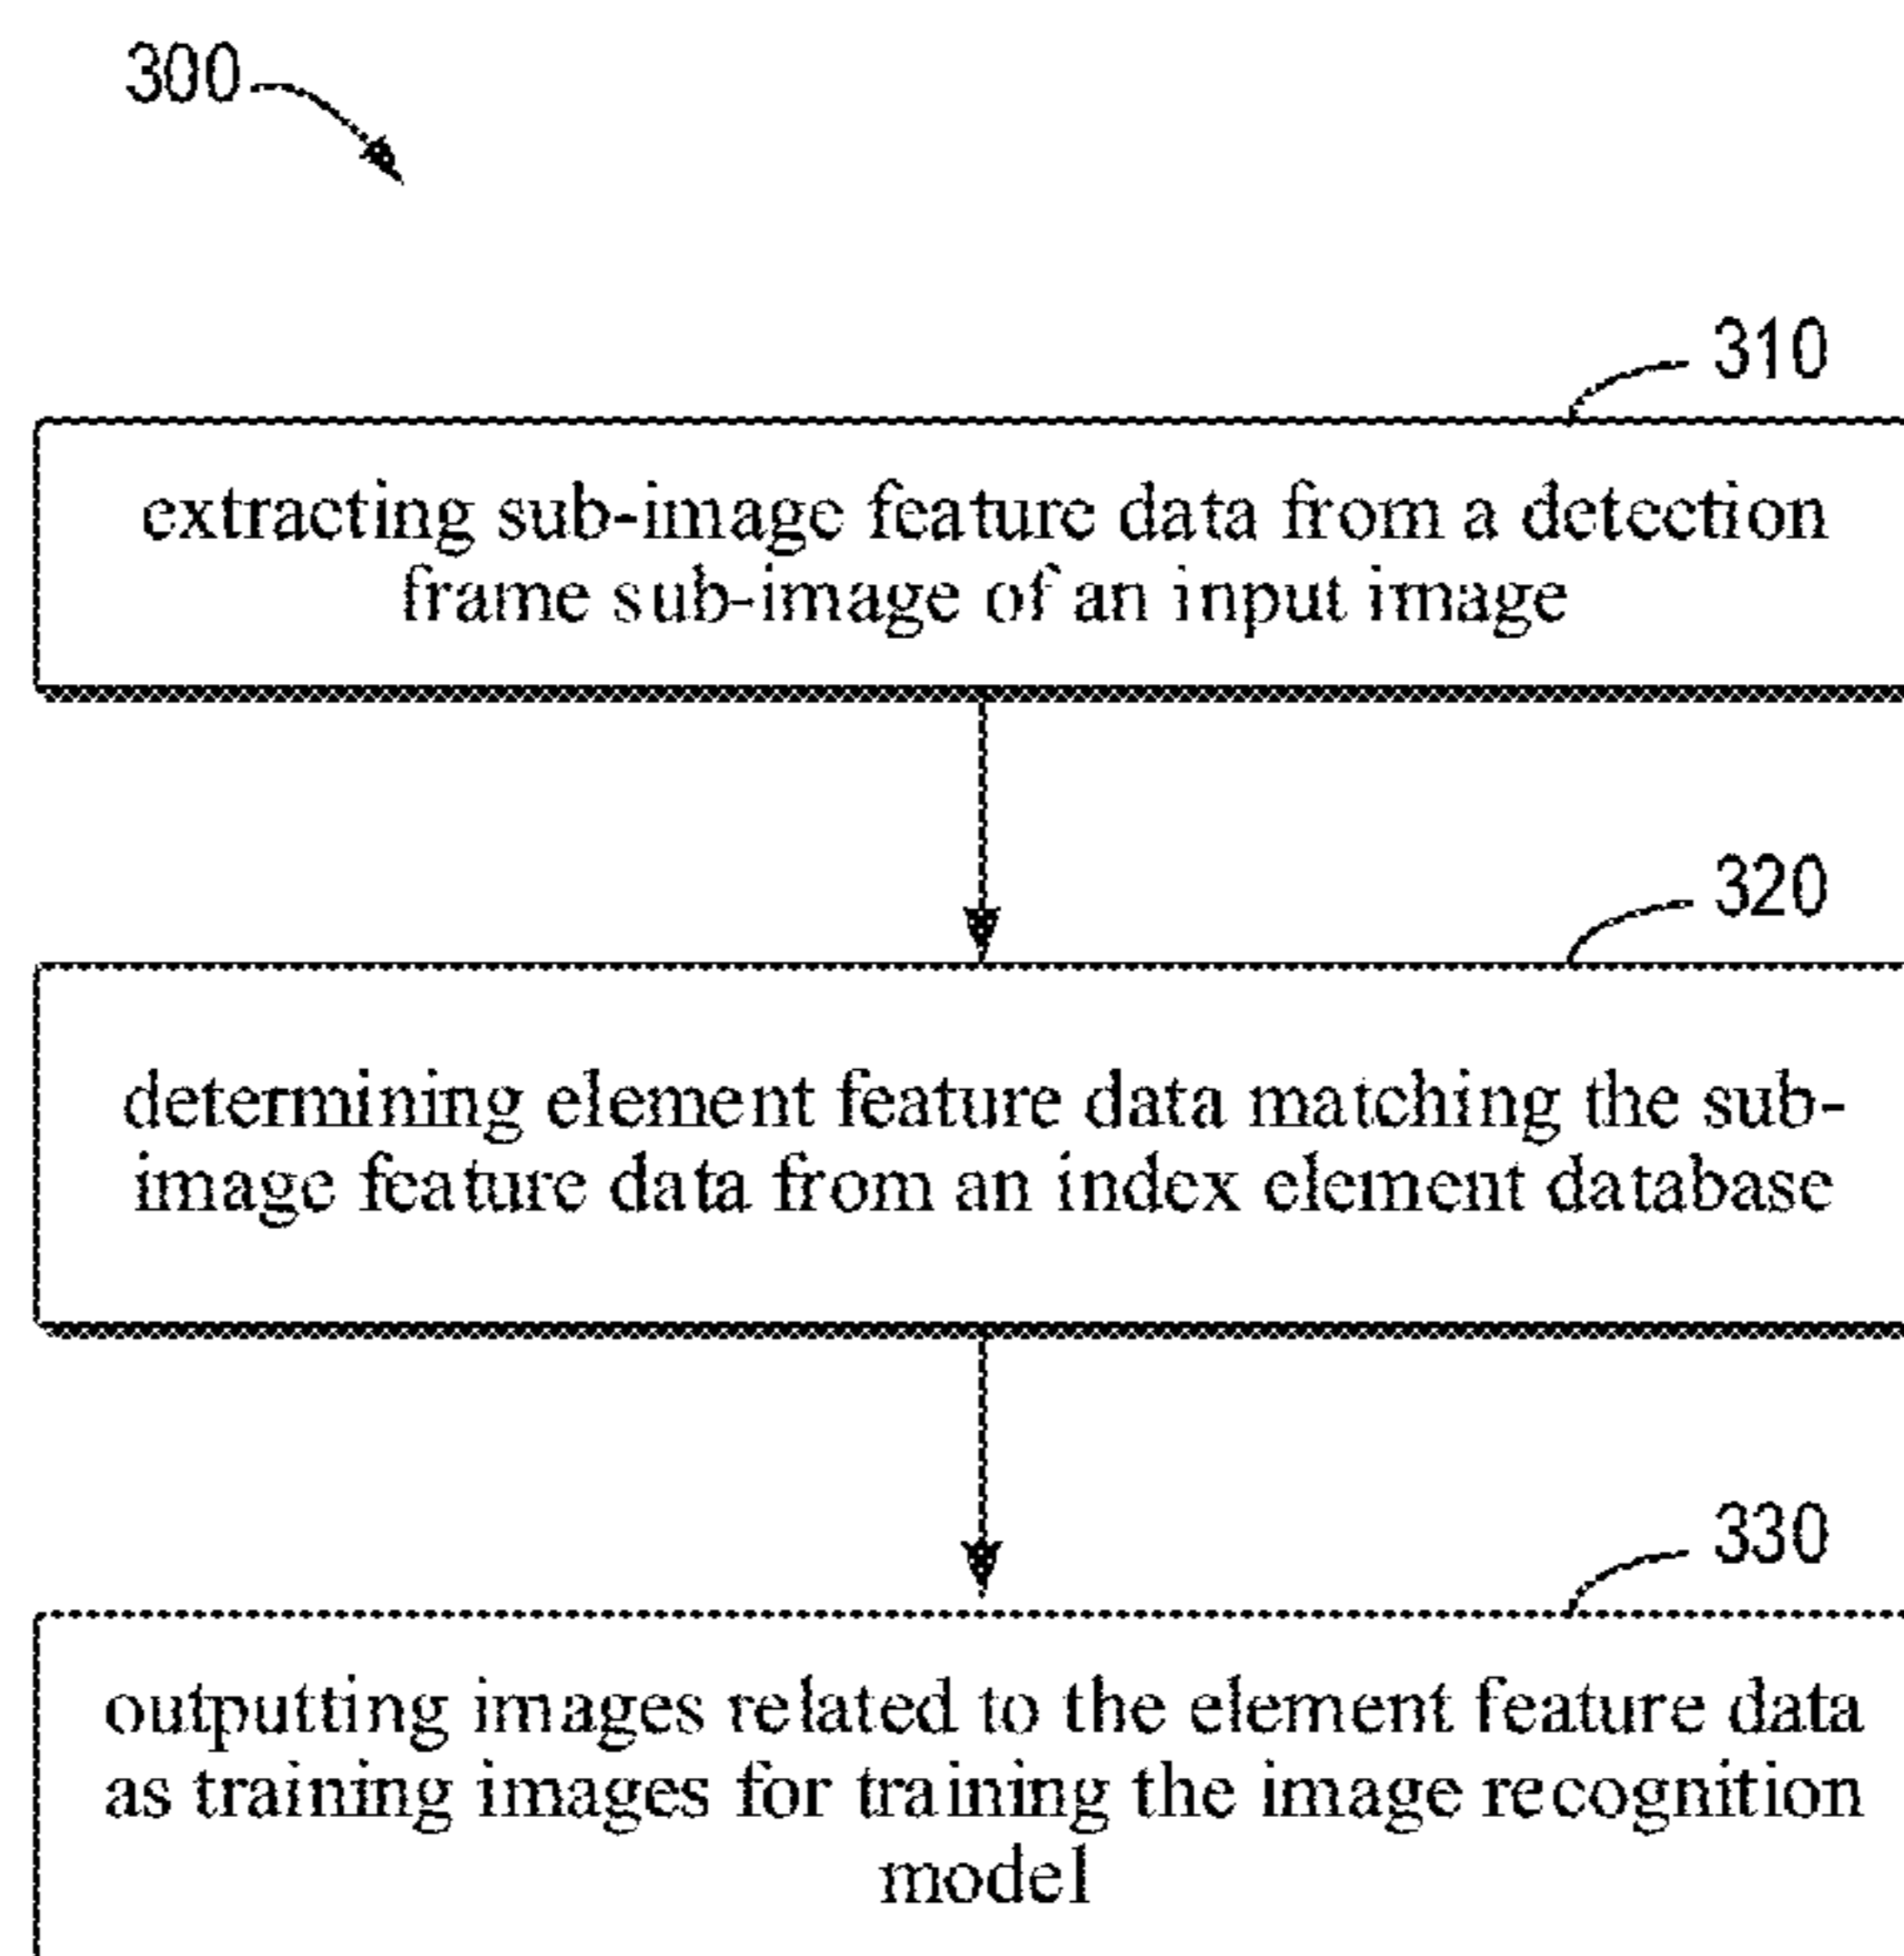 300
310
extracting sub-image feature data from a detection
frame sub-image of an input image
320
determining element feature data matching the sub-
image feature data from an index element database
330
outputting images related to the element feature data
as training images for training the image recognition
model